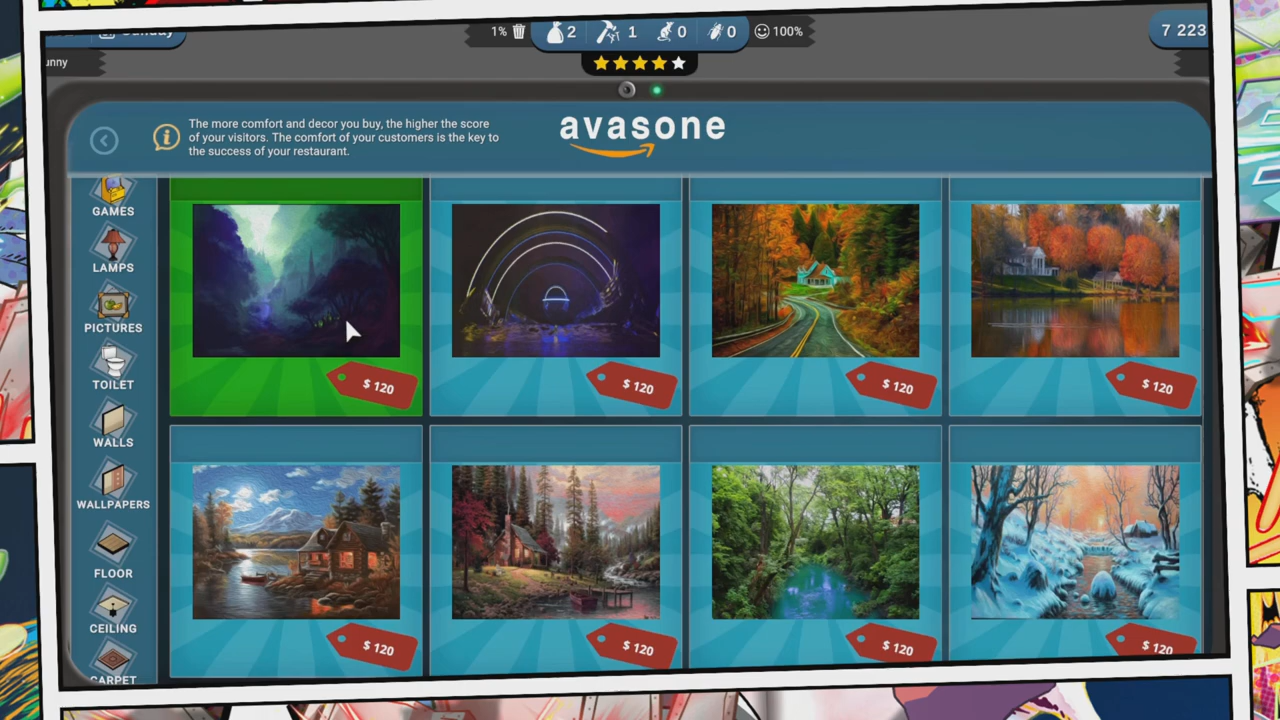 Sunday
1%
2
1
0
0
100%
7 223
unny
The more comfort and decor you buy, the higher the score
of your visitors. The comfort of your customers is the key to
the success of your restaurant.
avasone
GAMES
LAMPS
PICTURES
TOILET
WALLS
WALLPAPERS
FLOOR
CEILING
CARPET
$ 120
$ 120
$ 120
$ 120
$ 120
$ 120
$ 120
$ 120